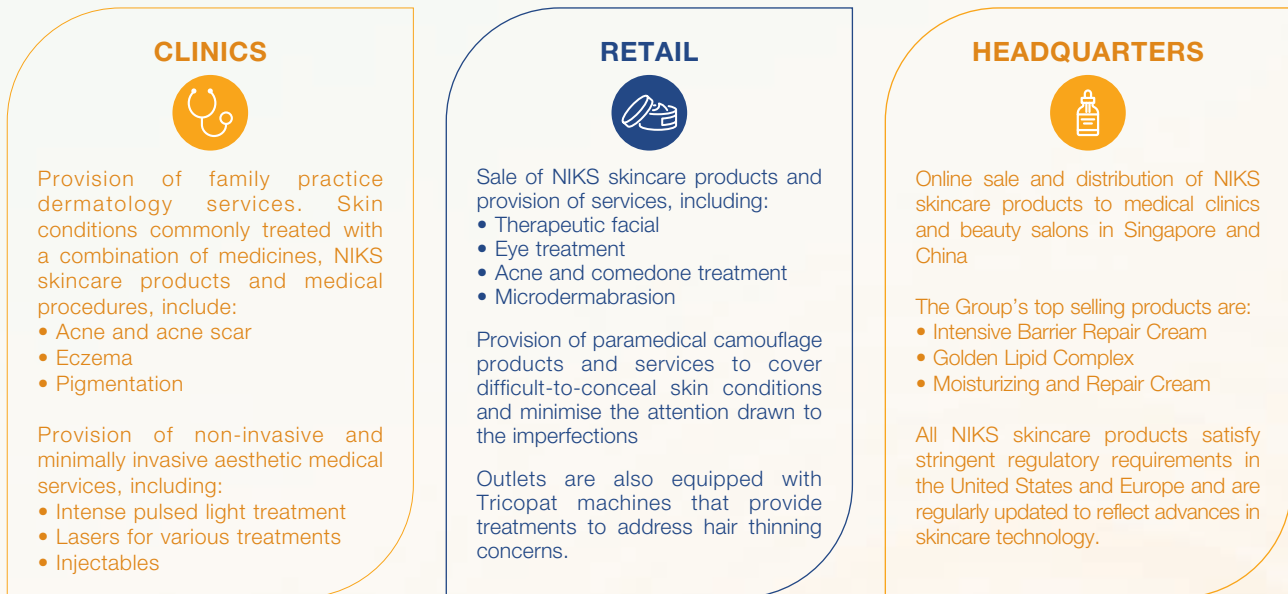 CLINICS
Provision of family practice
dermatology services. Skin
conditions commonly treated with
a combination of medicines, NIKS
skincare products and medical
procedures, include:
• Acne and acne scar
• Eczema
• Pigmentation
Provision of non-invasive and
minimally invasive aesthetic medical
services, including:
• Intense pulsed light treatment
• Lasers for various treatments
• Injectables
RETAIL
Sale of NIKS skincare products and
provision of services, including:
• Therapeutic facial
• Eye treatment
• Acne and comedone treatment
• Microdermabrasion
Provision of paramedical camouflage
products and services to cover
difficult-to-conceal skin conditions
and minimise the attention drawn to
the imperfections
Outlets are also equipped with
Tricopat machines that provide
treatments to address hair thinning
concerns.
HEADQUARTERS
Online sale and distribution of NIKS
skincare products to medical clinics
and beauty salons in Singapore and
China
The Group’s top selling products are:
• Intensive Barrier Repair Cream
• Golden Lipid Complex
• Moisturizing and Repair Cream
All NIKS skincare products satisfy
stringent regulatory requirements in
the United States and Europe and are
regularly updated to reflect advances in
skincare technology.